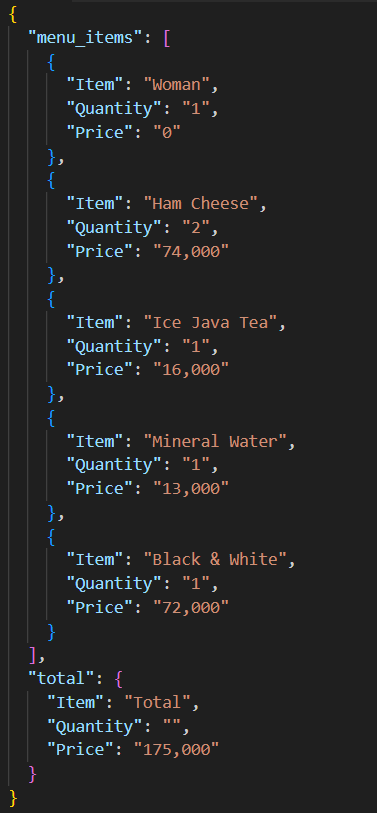 {
"menu_items": [
{
"Item": "Woman",
"Quantity": "1",
"Price": "0"
},
{
"Item": "Ham Cheese",
"Quantity": "2",
"Price": "74,000"
},
{
"Item": "Ice Java Tea",
"Quantity": "1",
"Price": "16,000"
},
{
"Item": "Mineral Water",
"Quantity": "1",
"Price": "13,000"
},
{
"Item": "Black & White",
"Quantity": "1",
"Price": "72,000"
}
],
"total": {
"Item": "Total",
"Quantity": "",
"Price": "175,000"
}
}